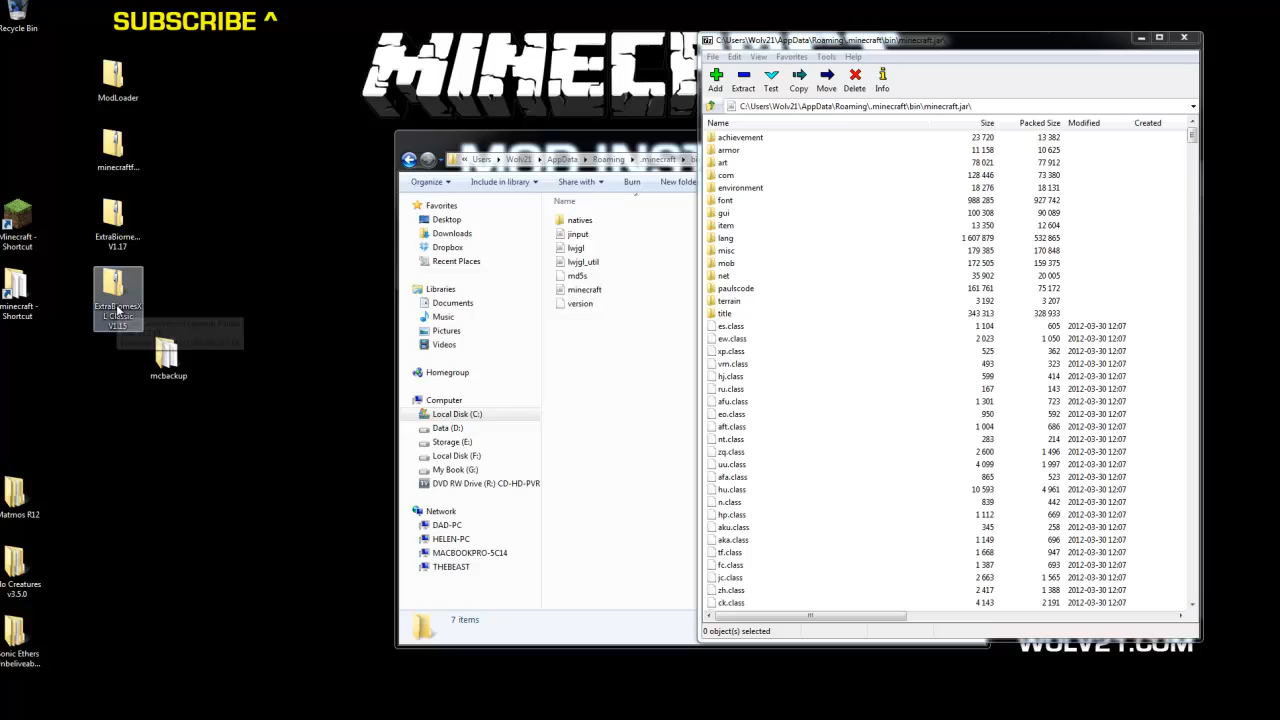 SUBSCRIBE ^
Recycle Bin
ModLoader
minecraftf...
ExtraBiome...
V1.17
ExtraBiomesX
L Classic
V1.15
mcbackup
Minecraft -
Shortcut
minecraft -
Shortcut
Matmos R12
Mo Creatures
v3.5.0
Sonic Ethers
Unbelieveab...
« Users ▸ Wolv21 ▸ AppData ▸ Roaming ▸ .minecraft ▸ bi
Organize ▾ Include in library ▾ Share with ▾ Burn New folde
Favorites
Desktop
Downloads
Dropbox
Recent Places
Libraries
Documents
Music
Pictures
Videos
Homegroup
Computer
Local Disk (C:)
Data (D:)
Storage (E:)
Local Disk (F:)
My Book (G:)
DVD RW Drive (R:) CD-HD-PVR
Network
DAD-PC
HELEN-PC
MACBOOKPRO-5C14
THEBEAST
Name
natives
jinput
lwjgl
lwjgl_util
md5s
minecraft
version
7 items
C:\Users\Wolv21\AppData\Roaming\.minecraft\bin\minecraft.jar\
File Edit View Favorites Tools Help
Add Extract Test Copy Move Delete Info
C:\Users\Wolv21\AppData\Roaming\.minecraft\bin\minecraft.jar\
Name Size Packed Size Modified Created
achievement 23 720 13 382
armor 11 158 10 625
art 78 021 77 912
com 128 446 73 380
environment 18 276 18 131
font 988 285 927 742
gui 100 308 90 089
item 13 350 12 604
lang 1 607 879 532 865
misc 179 385 170 848
mob 172 505 159 375
net 35 902 20 005
paulscode 161 761 75 172
terrain 3 192 3 207
title 343 313 328 933
es.class 1 104 605 2012-03-30 12:07
ew.class 2 023 1 050 2012-03-30 12:07
xp.class 525 362 2012-03-30 12:07
vm.class 493 323 2012-03-30 12:07
hj.class 599 414 2012-03-30 12:07
ru.class 167 143 2012-03-30 12:07
afu.class 1 301 723 2012-03-30 12:07
eo.class 950 592 2012-03-30 12:07
aft.class 1 004 686 2012-03-30 12:07
nt.class 283 214 2012-03-30 12:07
zq.class 2 600 1 496 2012-03-30 12:07
uu.class 4 099 1 997 2012-03-30 12:07
afa.class 865 523 2012-03-30 12:07
hu.class 10 593 4 961 2012-03-30 12:07
n.class 839 442 2012-03-30 12:07
hp.class 1 112 669 2012-03-30 12:07
aku.class 345 258 2012-03-30 12:07
aka.class 1 149 696 2012-03-30 12:07
tf.class 1 668 947 2012-03-30 12:07
fc.class 1 387 693 2012-03-30 12:07
jc.class 2 663 1 565 2012-03-30 12:07
zh.class 2 417 1 388 2012-03-30 12:07
ck.class 4 143 2 191 2012-03-30 12:07
0 object(s) selected
WOLV21.COM